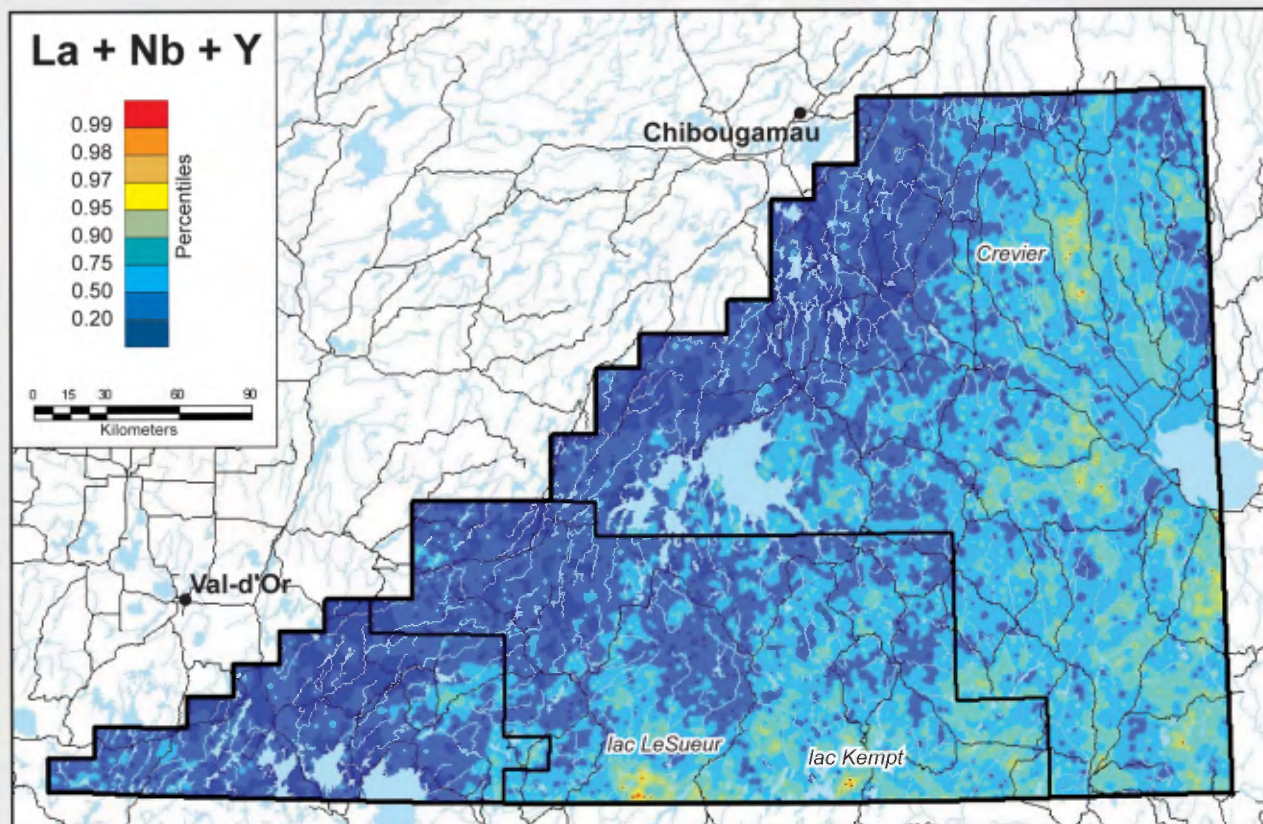 La + Nb + Y
0.99
0.98
0.97
0.95
0.90
0.75
0.50
0.20
Percentiles
0 15 30 60 90
Kilometers
Chibougamau
Crevier
Val-d'Or
lac LeSueur
lac Kempt